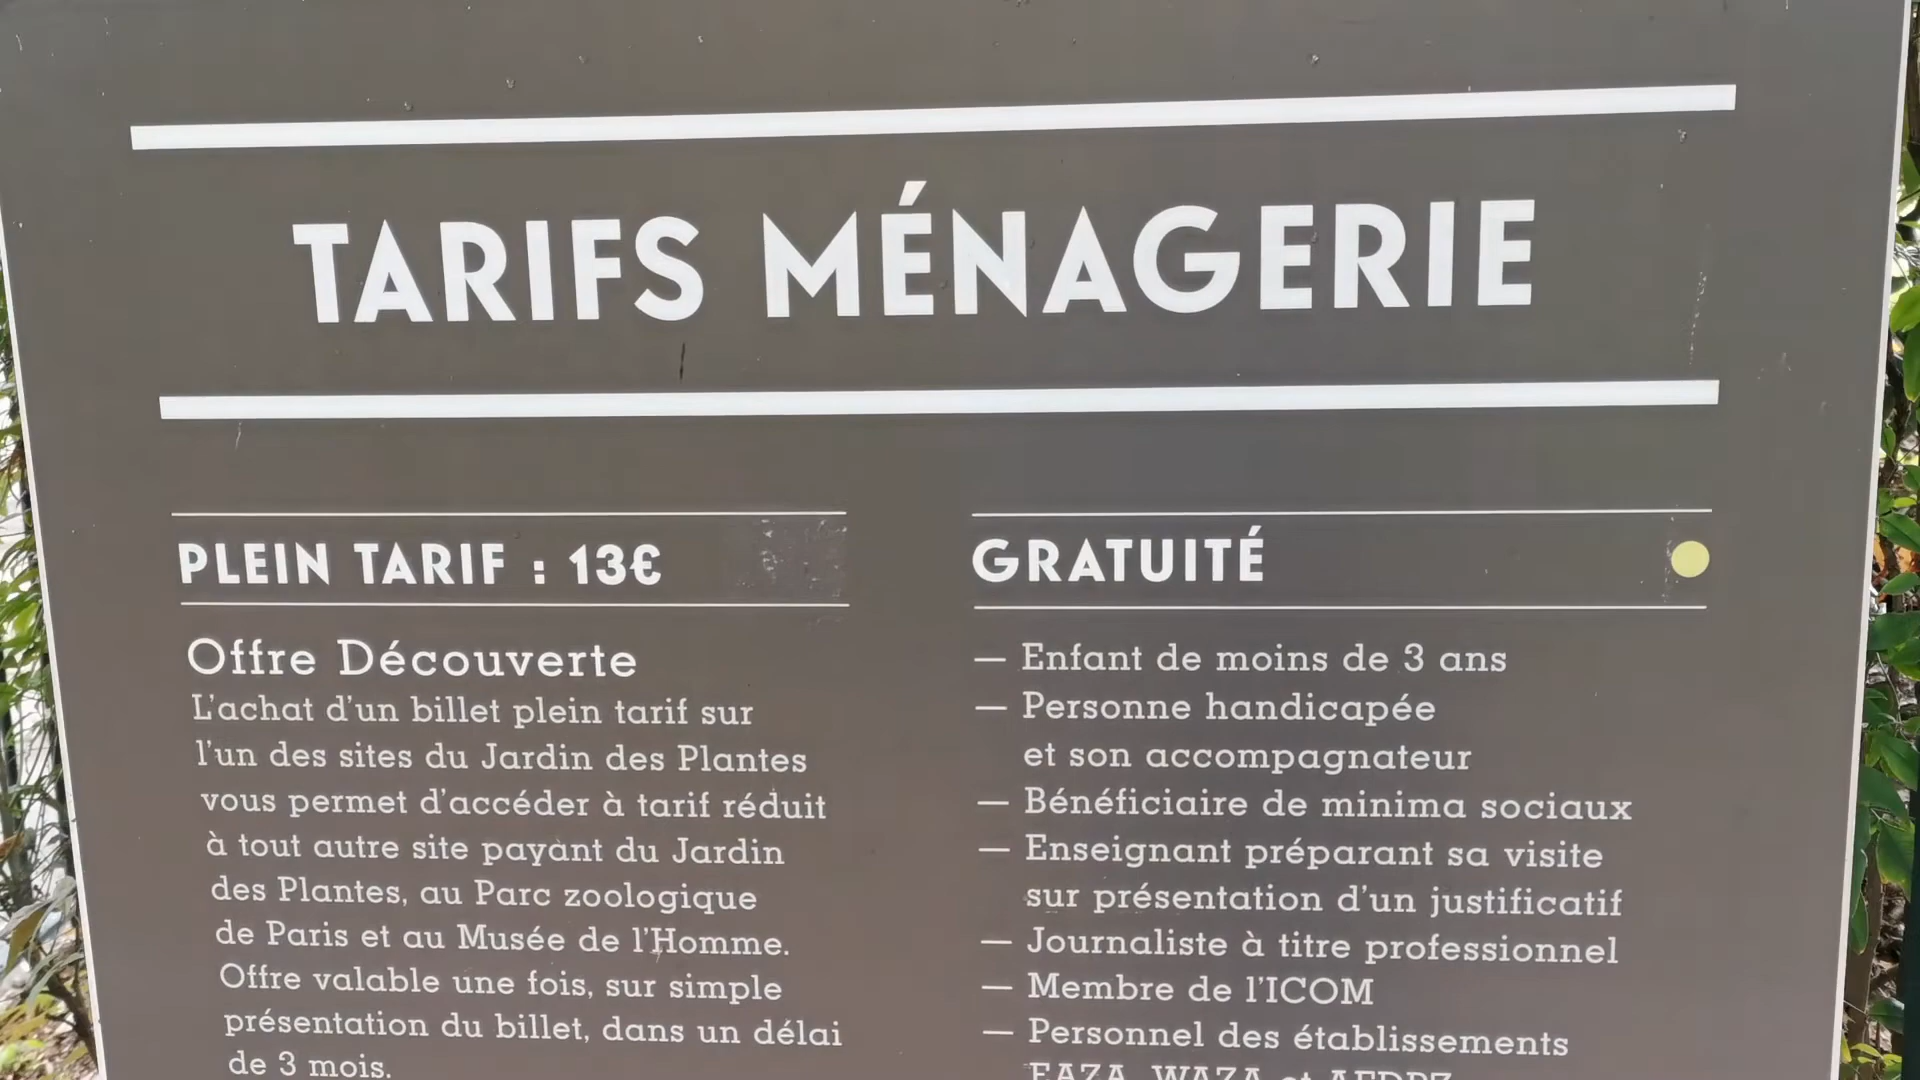 TARIFS MÉNAGERIE
PLEIN TARIF : 13€
Offre Découverte
L'achat d'un billet plein tarif sur
l'un des sites du Jardin des Plantes
vous permet d'accéder à tarif réduit
à tout autre site payant du Jardin
des Plantes, au Parc zoologique
de Paris et au Musée de l'Homme.
Offre valable une fois, sur simple
présentation du billet, dans un délai
de 3 mois.
GRATUITÉ
— Enfant de moins de 3 ans
— Personne handicapée
et son accompagnateur
— Bénéficiaire de minima sociaux
— Enseignant préparant sa visite
sur présentation d'un justificatif
— Journaliste à titre professionnel
— Membre de l'ICOM
— Personnel des établissements
EAZA, WAZA et